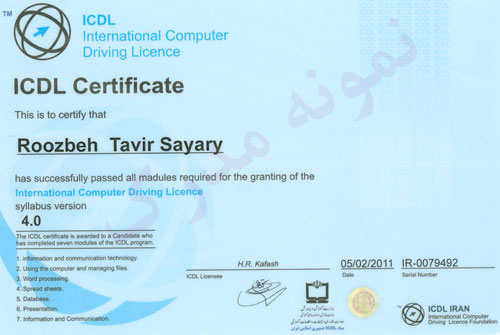 TM
ICDL
International Computer
Driving Licence
ICDL Certificate
This is to certify that
Roozbeh Tavir Sayary
has successfully passed all madules required for the granting of the
International Computer Driving Licence
syllabus version
4.0
The ICDL certificate is awarded to a Candidate who
has completed seven modules of the ICDL program.
1. Information and communication technology.
2. Using the computer and managing files.
3. Word processing.
4. Spread sheets.
5. Database
6. Presentation.
7. Information and Communication.
H.R. Kafash
ICDL Licensee
05/02/2011
Date
IR-0079492
Serial Number
بنیاد ICDL جمهوری اسلامی ایران
ICDL IRAN
International Computer
Driving Licence Foundation
نمونه مدرک